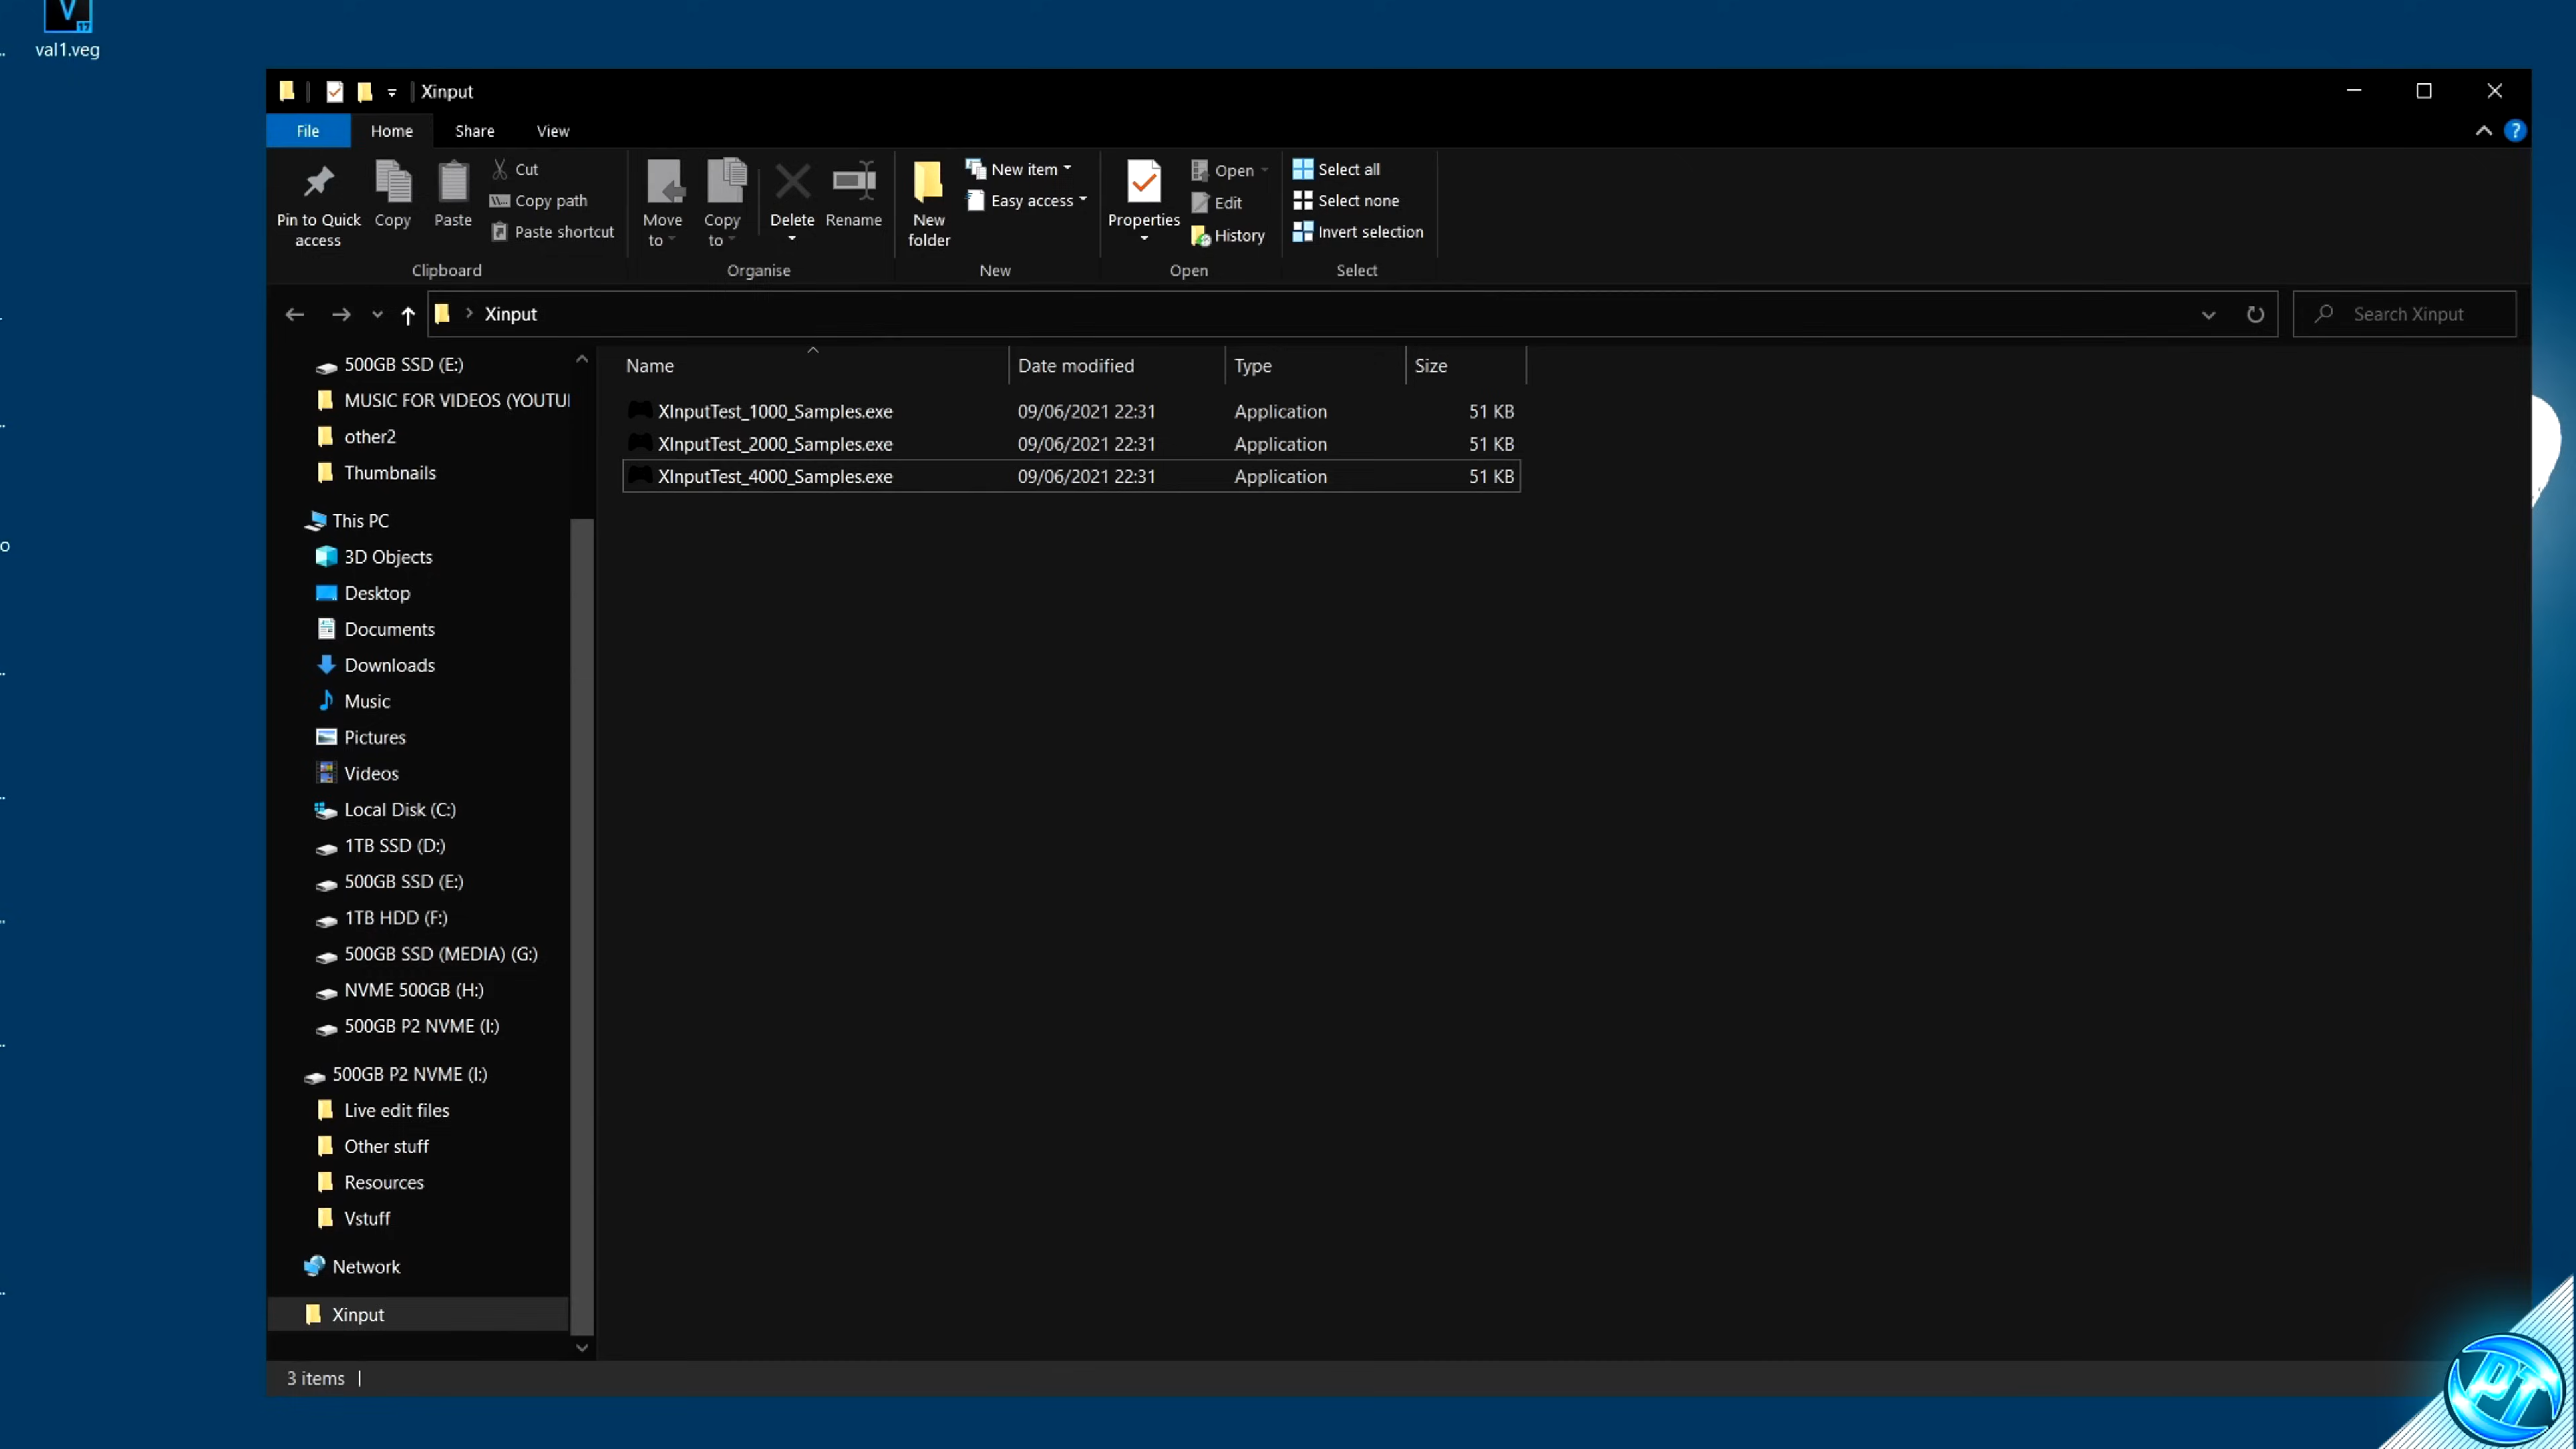 val1.veg
Xinput
File Home Share View
Pin to Quick access
Copy
Paste
Cut
Copy path
Paste shortcut
Clipboard
Move to
Copy to
Delete
Rename
Organise
New folder
New item
Easy access
New
Properties
Open
Edit
History
Open
Select all
Select none
Invert selection
Select
Xinput
Search Xinput
500GB SSD (E:)
MUSIC FOR VIDEOS (YOUTU
other2
Thumbnails
This PC
3D Objects
Desktop
Documents
Downloads
Music
Pictures
Videos
Local Disk (C:)
1TB SSD (D:)
500GB SSD (E:)
1TB HDD (F:)
500GB SSD (MEDIA) (G:)
NVME 500GB (H:)
500GB P2 NVME (I:)
500GB P2 NVME (I:)
Live edit files
Other stuff
Resources
Vstuff
Network
Xinput
Name Date modified Type Size
XInputTest_1000_Samples.exe 09/06/2021 22:31 Application 51 KB
XInputTest_2000_Samples.exe 09/06/2021 22:31 Application 51 KB
XInputTest_4000_Samples.exe 09/06/2021 22:31 Application 51 KB
3 items
PT